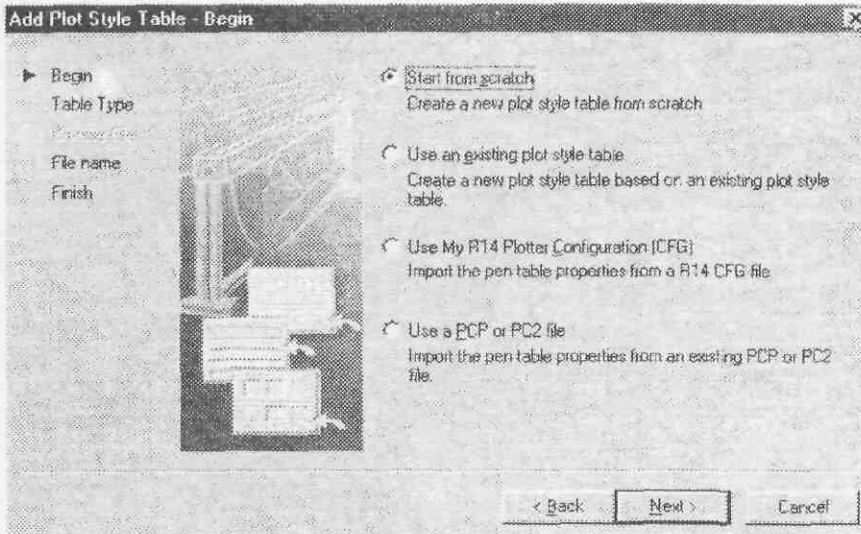 Add Plot Style Table - Begin
Begin
Table Type
File name
Finish
Start from scratch
Create a new plot style table from scratch
Use an existing plot style table
Create a new plot style table based on an existing plot style
table.
Use My R14 Plotter Configuration (CFG)
Import the pen table properties from a R14 CFG file
Use a PCP or PC2 file
Import the pen table properties from an existing PCP or PC2
file.
< Back
Next >
Cancel